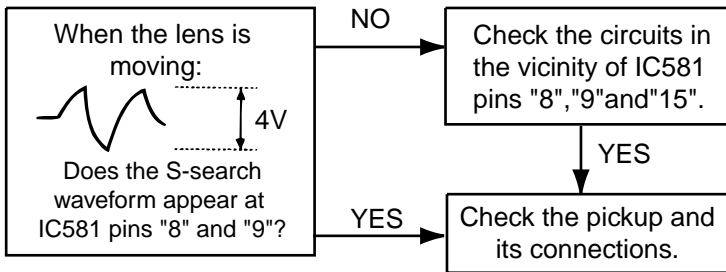 When the lens is
moving:
4V
Does the S-search
waveform appear at
IC581 pins "8" and "9"?
NO
Check the circuits in
the vicinity of IC581
pins "8","9"and"15".
YES
YES
Check the pickup and
its connections.